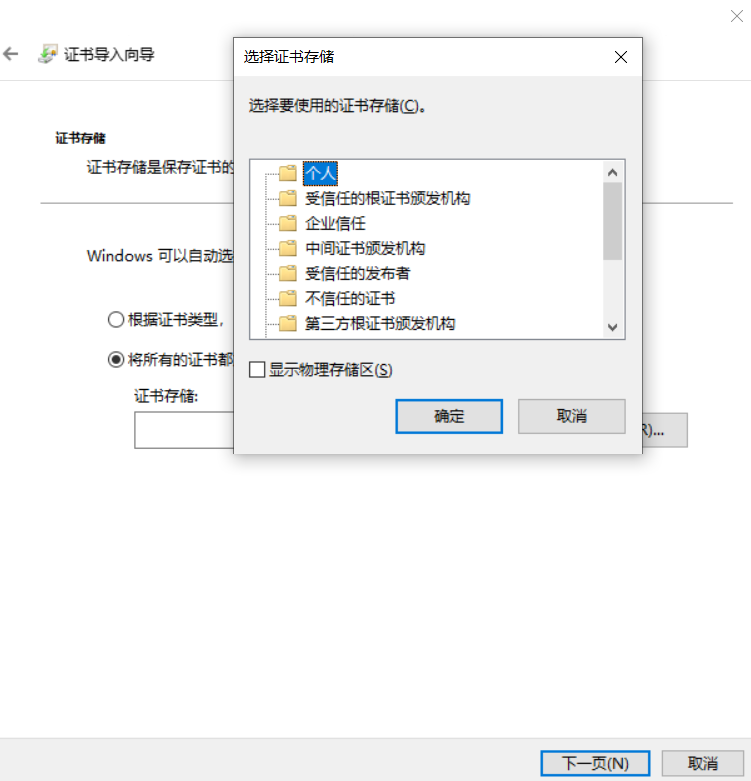 证书导入向导
选择证书存储
选择要使用的证书存储(C)。
证书存储
证书存储是保存证书的
个人
受信任的根证书颁发机构
企业信任
中间证书颁发机构
受信任的发布者
不信任的证书
第三方根证书颁发机构
Windows 可以自动选
根据证书类型，
将所有的证书都
显示物理存储区(S)
证书存储:
确定
取消
R)...
下一页(N)
取消